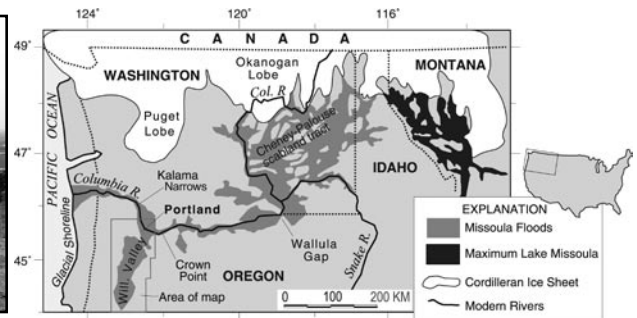 124° 120° 116°
49°
CANADA
WASHINGTON
Okanogan
Lobe
MONTANA
Col. R
Puget
Lobe
Cheney-Palouse
scabland tract
PACIFIC OCEAN
47°
IDAHO
Kalama
Narrows
Columbia R.
Portland
Glacial Shoreline
Wallula
Gap
Snake R.
Will. Valley
Crown
Point
45°
OREGON
Area of map
0 100 200 KM
EXPLANATION
Missoula Floods
Maximum Lake Missoula
Cordilleran Ice Sheet
Modern Rivers